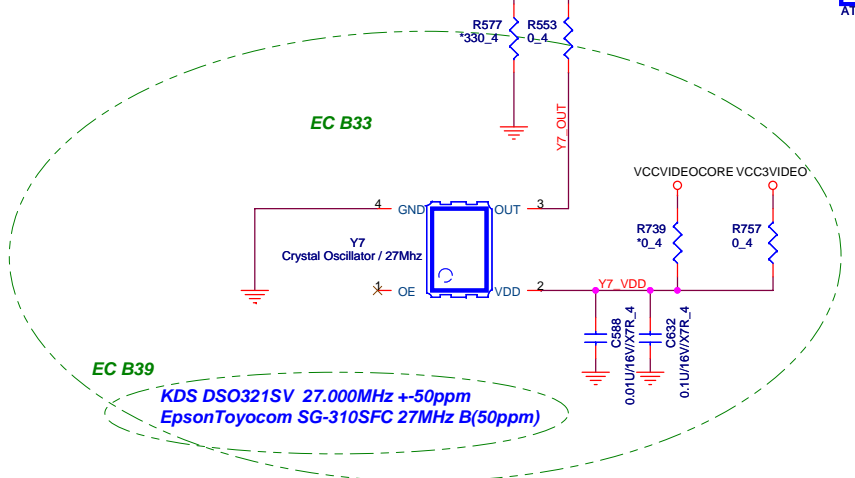 AT
R577
*330_4
R553
0_4
EC B33
Y7_OUT
VCCVIDEOCORE
VCC3VIDEO
4
GND
OUT
3
R739
*0_4
R757
0_4
Y7
Crystal Oscillator / 27Mhz
1
OE
VDD
2
Y7_VDD
C588
0.01U/16V/X7R_4
C632
0.1U/16V/X7R_4
EC B39
KDS DSO321SV 27.000MHz +-50ppm
EpsonToyocom SG-310SFC 27MHz B(50ppm)